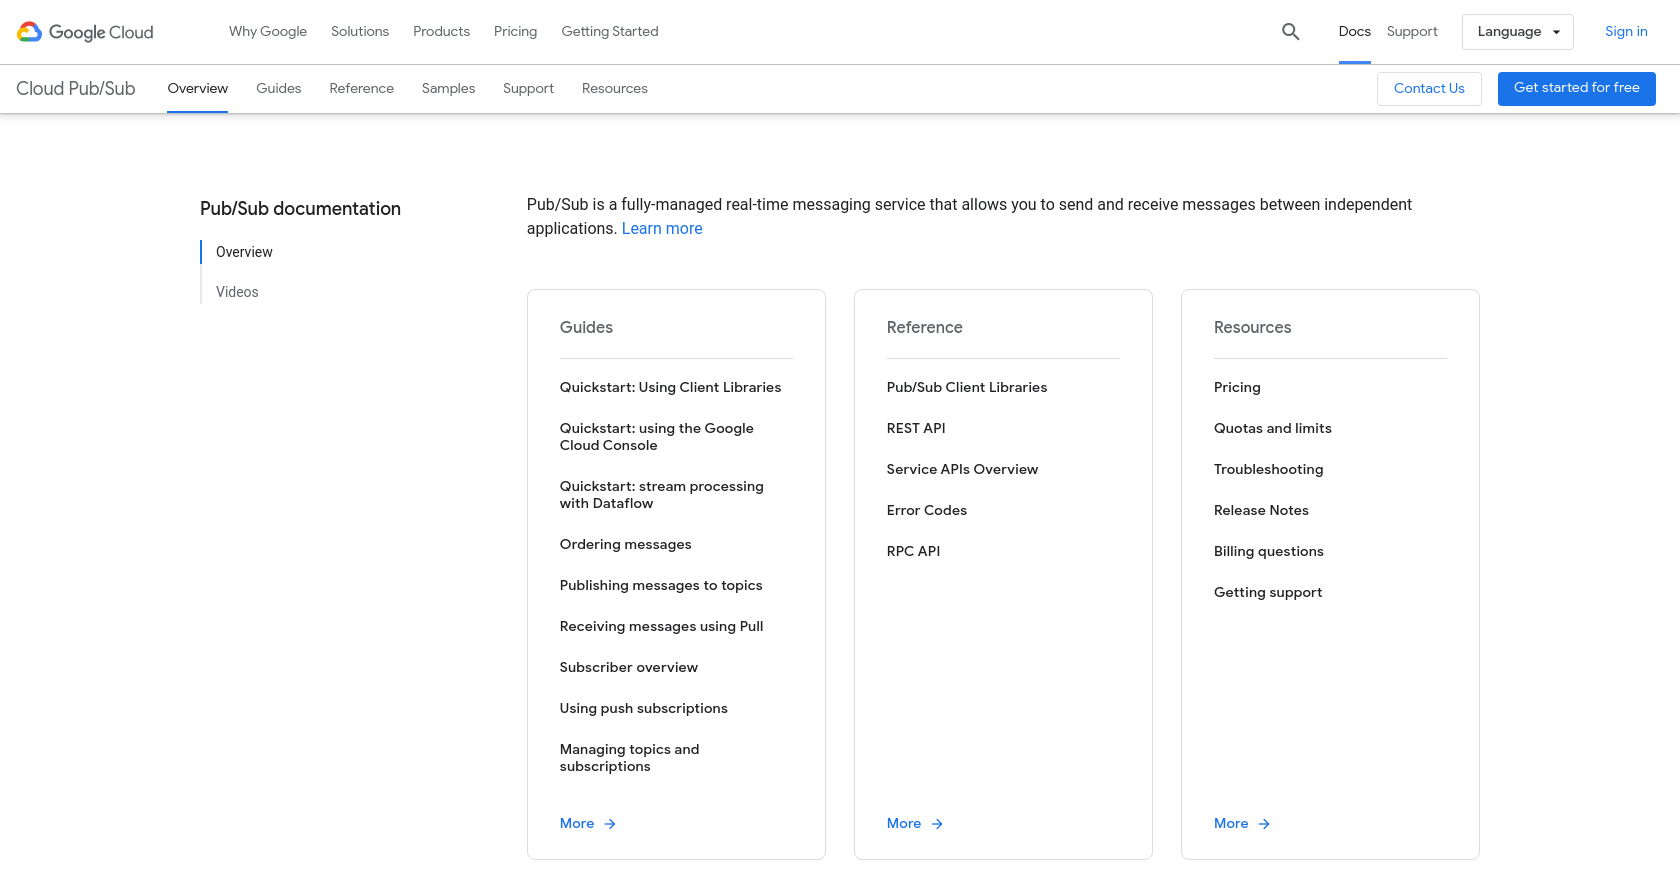 Google Cloud
Why Google
Solutions
Products
Pricing
Getting Started
Docs
Support
Language
Sign in
Cloud Pub/Sub
Overview
Guides
Reference
Samples
Support
Resources
Contact Us
Get started for free
Pub/Sub documentation
Overview
Videos
Pub/Sub is a fully-managed real-time messaging service that allows you to send and receive messages between independent
applications. Learn more
Guides
Quickstart: Using Client Libraries
Quickstart: using the Google
Cloud Console
Quickstart: stream processing
with Dataflow
Ordering messages
Publishing messages to topics
Receiving messages using Pull
Subscriber overview
Using push subscriptions
Managing topics and
subscriptions
More
Reference
Pub/Sub Client Libraries
REST API
Service APIs Overview
Error Codes
RPC API
More
Resources
Pricing
Quotas and limits
Troubleshooting
Release Notes
Billing questions
Getting support
More